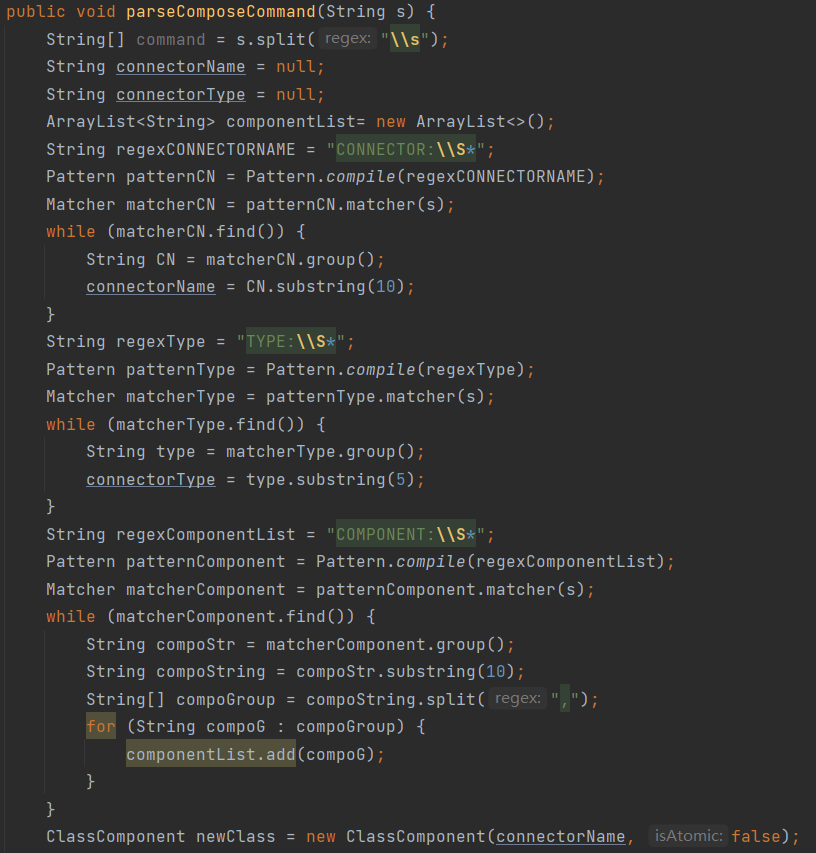 public void parseComposeCommand(String s) {
    String[] command = s.split( regex: "\\s");
    String connectorName = null;
    String connectorType = null;
    ArrayList<String> componentList= new ArrayList<>();
    String regexCONNECTORNAME = "CONNECTOR:\\S*";
    Pattern patternCN = Pattern.compile(regexCONNECTORNAME);
    Matcher matcherCN = patternCN.matcher(s);
    while (matcherCN.find()) {
        String CN = matcherCN.group();
        connectorName = CN.substring(10);
    }
    String regexType = "TYPE:\\S*";
    Pattern patternType = Pattern.compile(regexType);
    Matcher matcherType = patternType.matcher(s);
    while (matcherType.find()) {
        String type = matcherType.group();
        connectorType = type.substring(5);
    }
    String regexComponentList = "COMPONENT:\\S*";
    Pattern patternComponent = Pattern.compile(regexComponentList);
    Matcher matcherComponent = patternComponent.matcher(s);
    while (matcherComponent.find()) {
        String compoStr = matcherComponent.group();
        String compoString = compoStr.substring(10);
        String[] compoGroup = compoString.split( regex: ",");
        for (String compoG : compoGroup) {
            componentList.add(compoG);
        }
    }
    ClassComponent newClass = new ClassComponent(connectorName, isAtomic: false);